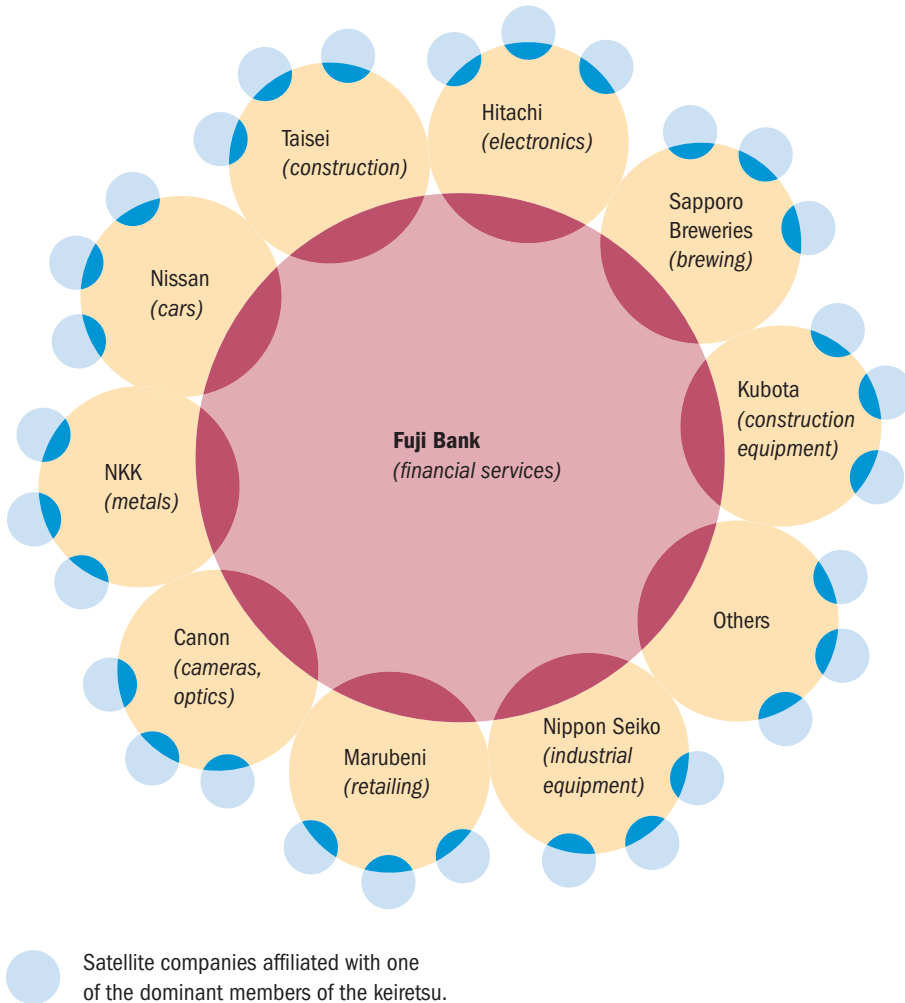 Hitachi
(electronics)
Taisei
(construction)
Sapporo
Breweries
(brewing)
Nissan
(cars)
Kubota
(construction
equipment)
Fuji Bank
(financial services)
NKK
(metals)
Others
Canon
(cameras,
optics)
Nippon Seiko
(industrial
equipment)
Marubeni
(retailing)
Satellite companies affiliated with one
of the dominant members of the keiretsu.